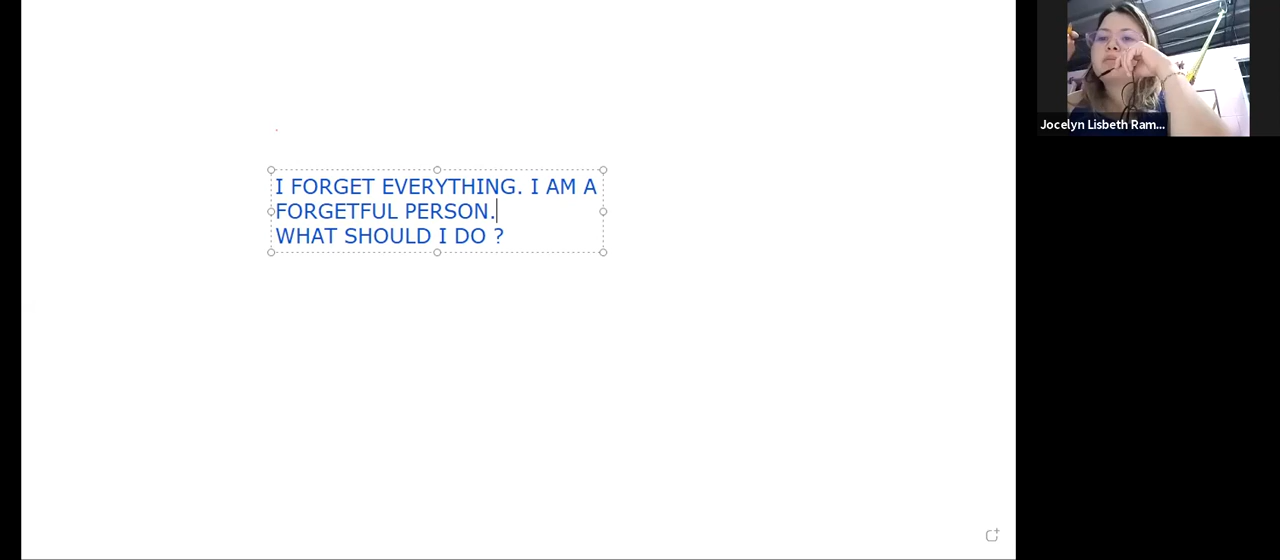 Jocelyn Lisbeth Ram...
I FORGET EVERYTHING. I AM A
FORGETFUL PERSON.
WHAT SHOULD I DO ?